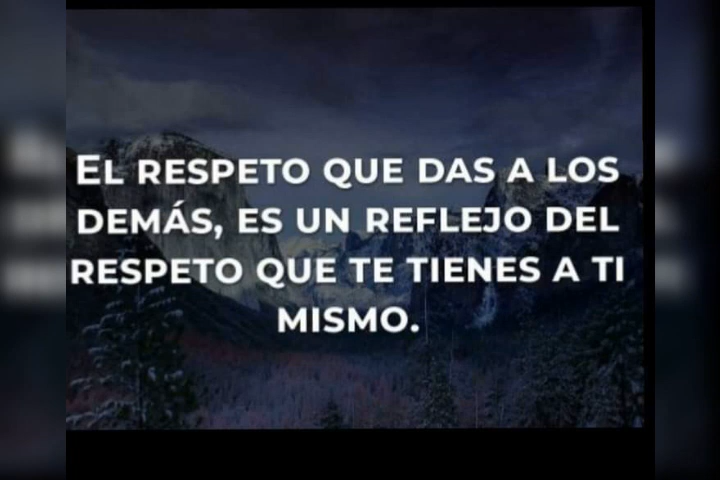 EL RESPETO QUE DAS A LOS
DEMÁS, ES UN REFLEJO DEL
RESPETO QUE TE TIENES A TI
MISMO.